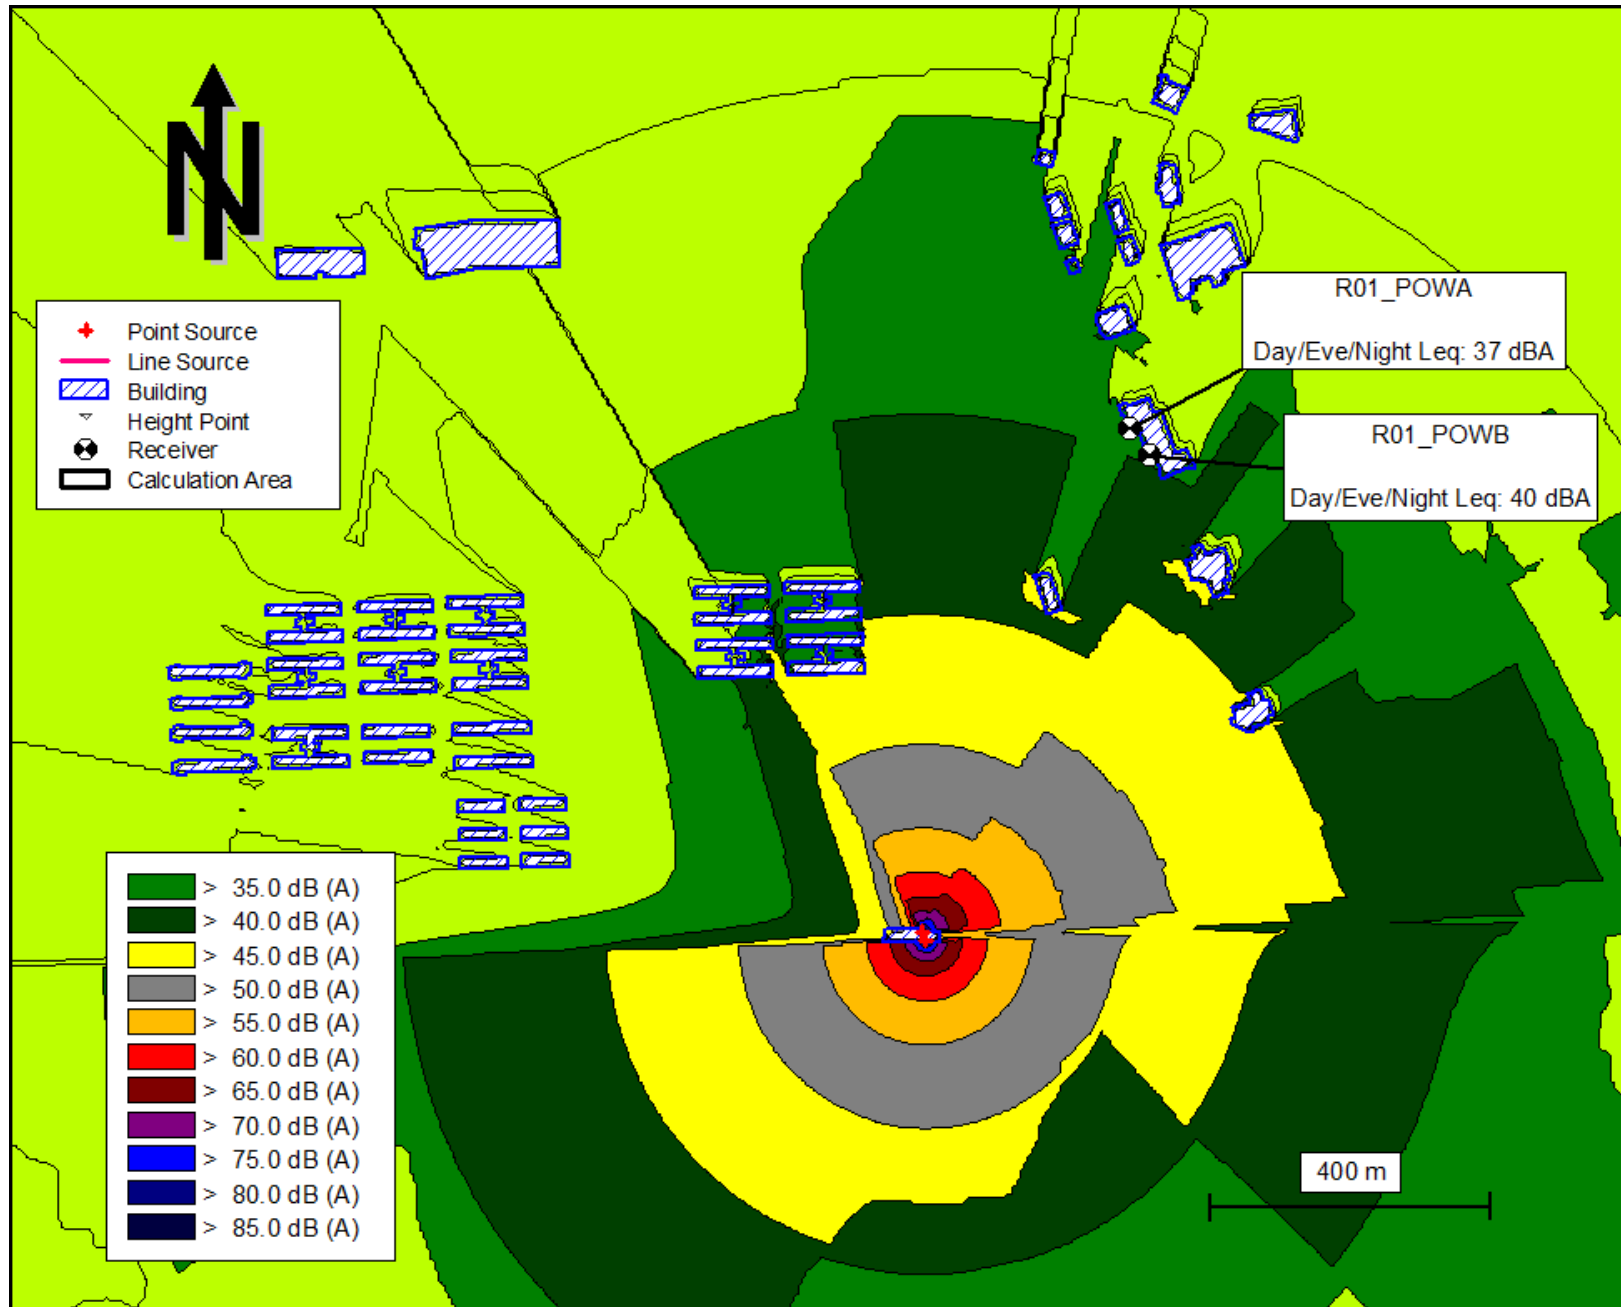 N
R01_POWA
Day/Eve/Night Leq: 37 dBA
Point Source
Line Source
Building
Height Point
Receiver
Calculation Area
R01_POWB
Day/Eve/Night Leq: 40 dBA
> 35.0 dB (A)
> 40.0 dB (A)
> 45.0 dB (A)
> 50.0 dB (A)
> 55.0 dB (A)
> 60.0 dB (A)
> 65.0 dB (A)
> 70.0 dB (A)
> 75.0 dB (A)
> 80.0 dB (A)
> 85.0 dB (A)
400 m